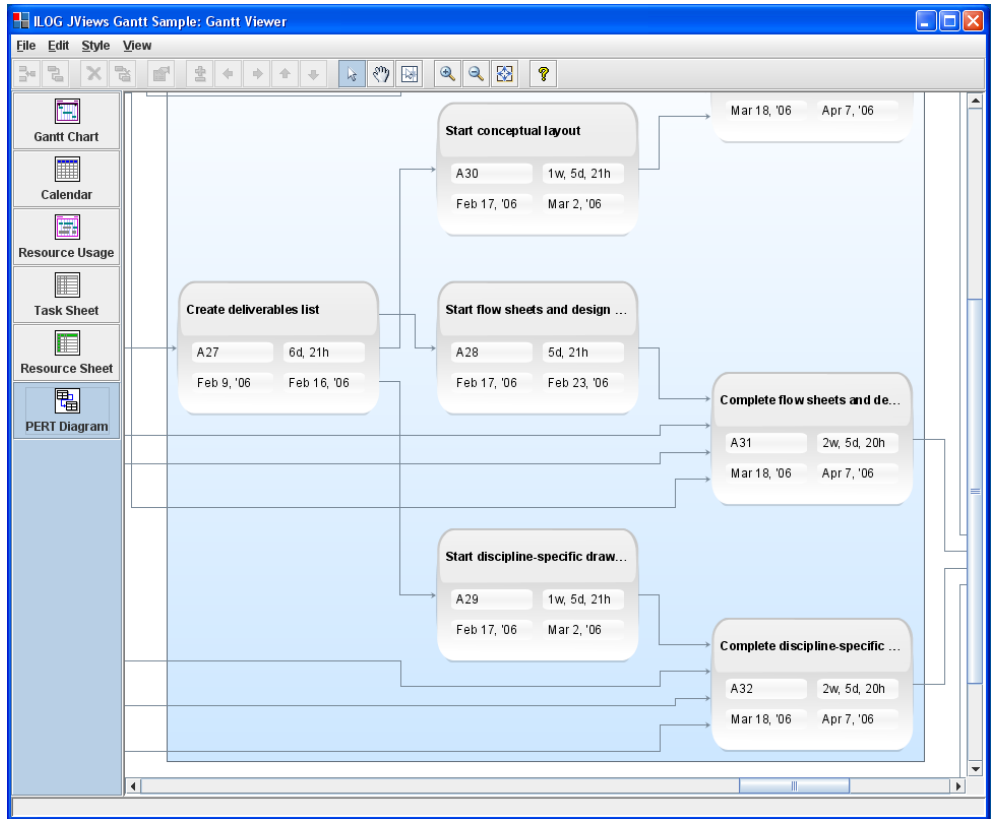 ILOG JViews Gantt Sample: Gantt Viewer
File Edit Style View
Gantt Chart
Calendar
Resource Usage
Task Sheet
Resource Sheet
PERT Diagram
Mar 18, '06 Apr 7, '06
Start conceptual layout
A30 1w, 5d, 21h
Feb 17, '06 Mar 2, '06
Create deliverables list
A27 6d, 21h
Feb 9, '06 Feb 16, '06
Start flow sheets and design ...
A28 5d, 21h
Feb 17, '06 Feb 23, '06
Complete flow sheets and de...
A31 2w, 5d, 20h
Mar 18, '06 Apr 7, '06
Start discipline-specific draw...
A29 1w, 5d, 21h
Feb 17, '06 Mar 2, '06
Complete discipline-specific ...
A32 2w, 5d, 20h
Mar 18, '06 Apr 7, '06